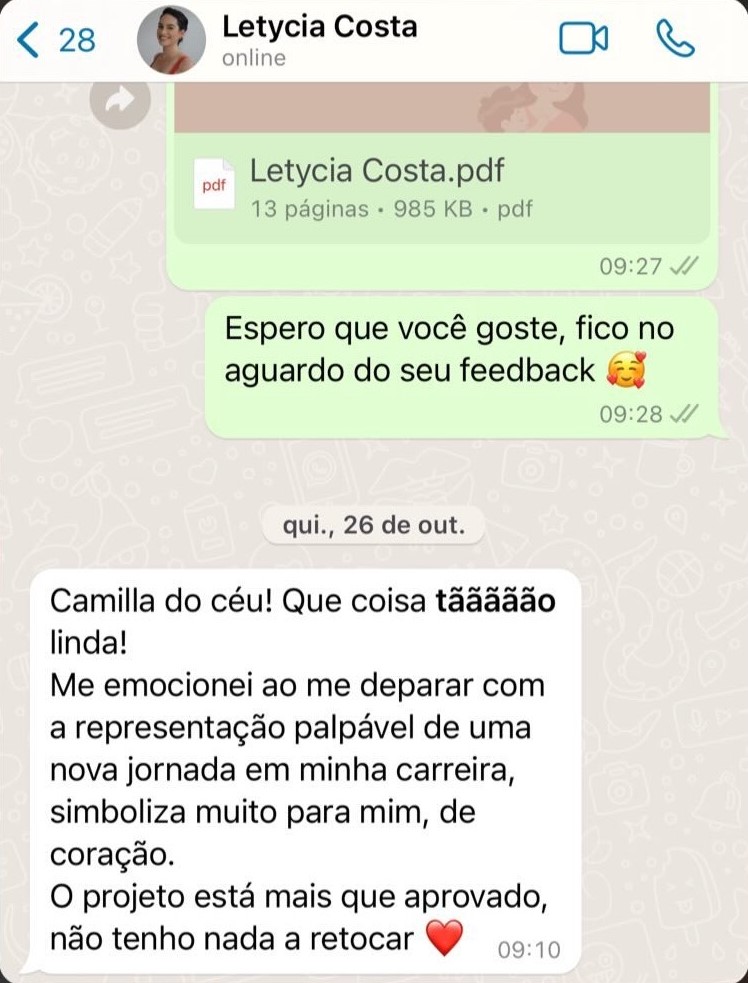 28
Letycia Costa
online
pdf
Letycia Costa.pdf
13 páginas • 985 KB • pdf
09:27
Espero que você goste, fico no
aguardo do seu feedback 🥰
09:28
qui., 26 de out.
Camilla do céu! Que coisa tãããããão
linda!
Me emocionei ao me deparar com
a representação palpável de uma
nova jornada em minha carreira,
simboliza muito para mim, de
coração.
O projeto está mais que aprovado,
não tenho nada a retocar ❤️
09:10